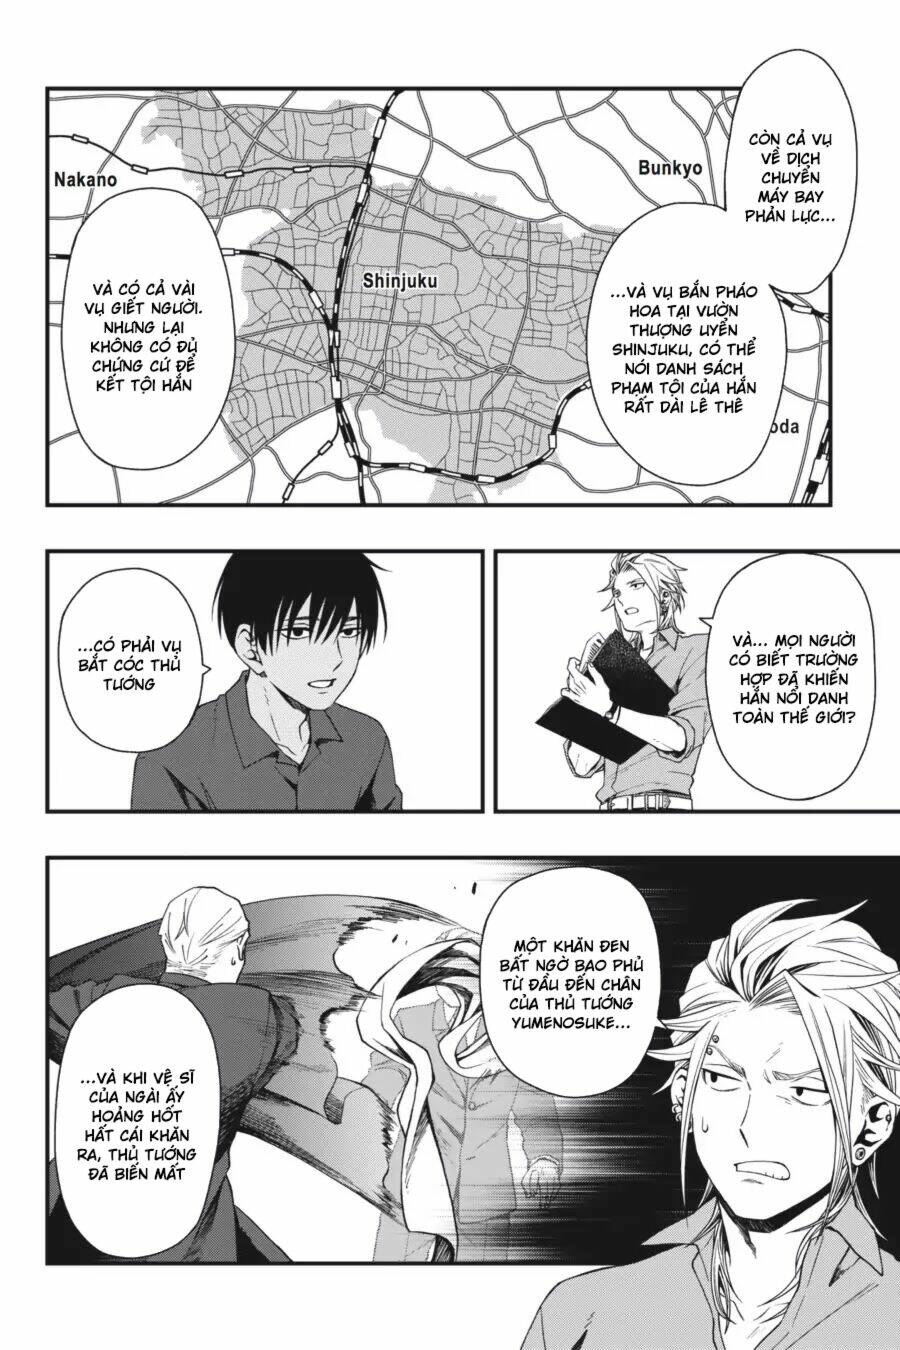 CÒN CẢ VỤ
VỀ DỊCH
CHUYỂN
MÁY BAY
PHẢN LỰC...
Nakano
Bunkyo
Shinjuku
oda
...VÀ VỤ BẮN PHÁO
HOA TẠI VƯỜN
THƯỢNG UYỂN
SHINJUKU, CÓ THỂ
NÓI DANH SÁCH
PHẠM TỘI CỦA HẮN
RẤT DÀI LÊ THÊ
VÀ CÓ CẢ VÀI
VỤ GIẾT NGƯỜI.
NHƯNG LẠI
KHÔNG CÓ ĐỦ
CHỨNG CỨ ĐỂ
KẾT TỘI HẮN
VÀ... MỌI NGƯỜI
CÓ BIẾT TRƯỜNG
HỢP ĐÃ KHIẾN
HẮN NỔI DANH
TOÀN THẾ GIỚI?
...CÓ PHẢI VỤ
BẮT CÓC THỦ
TƯỚNG
MỘT KHĂN ĐEN
BẤT NGỜ BAO PHỦ
TỪ ĐẦU ĐẾN CHÂN
CỦA THỦ TƯỚNG
YUMENOSUKE...
...VÀ KHI VỆ SĨ
CỦA NGÀI ẤY
HOẢNG HỐT
HẤT CÁI KHĂN
RA, THỦ TƯỚNG
ĐÃ BIẾN MẤT